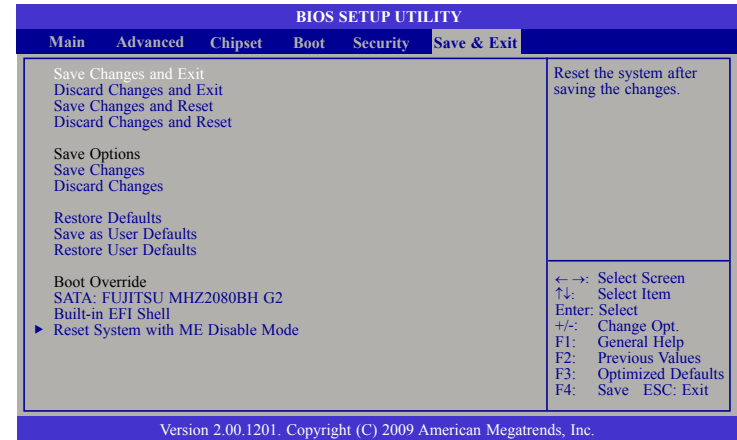 BIOS SETUP UTILITY
Main Advanced Chipset Boot Security Save & Exit
Save Changes and Exit
Discard Changes and Exit
Save Changes and Reset
Discard Changes and Reset
Save Options
Save Changes
Discard Changes
Restore Defaults
Save as User Defaults
Restore User Defaults
Boot Override
SATA: FUJITSU MHZ2080BH G2
Built-in EFI Shell
Reset System with ME Disable Mode
Reset the system after
saving the changes.
←→: Select Screen
↑↓: Select Item
Enter: Select
+/-: Change Opt.
F1: General Help
F2: Previous Values
F3: Optimized Defaults
F4: Save ESC: Exit
Version 2.00.1201. Copyright (C) 2009 American Megatrends, Inc.